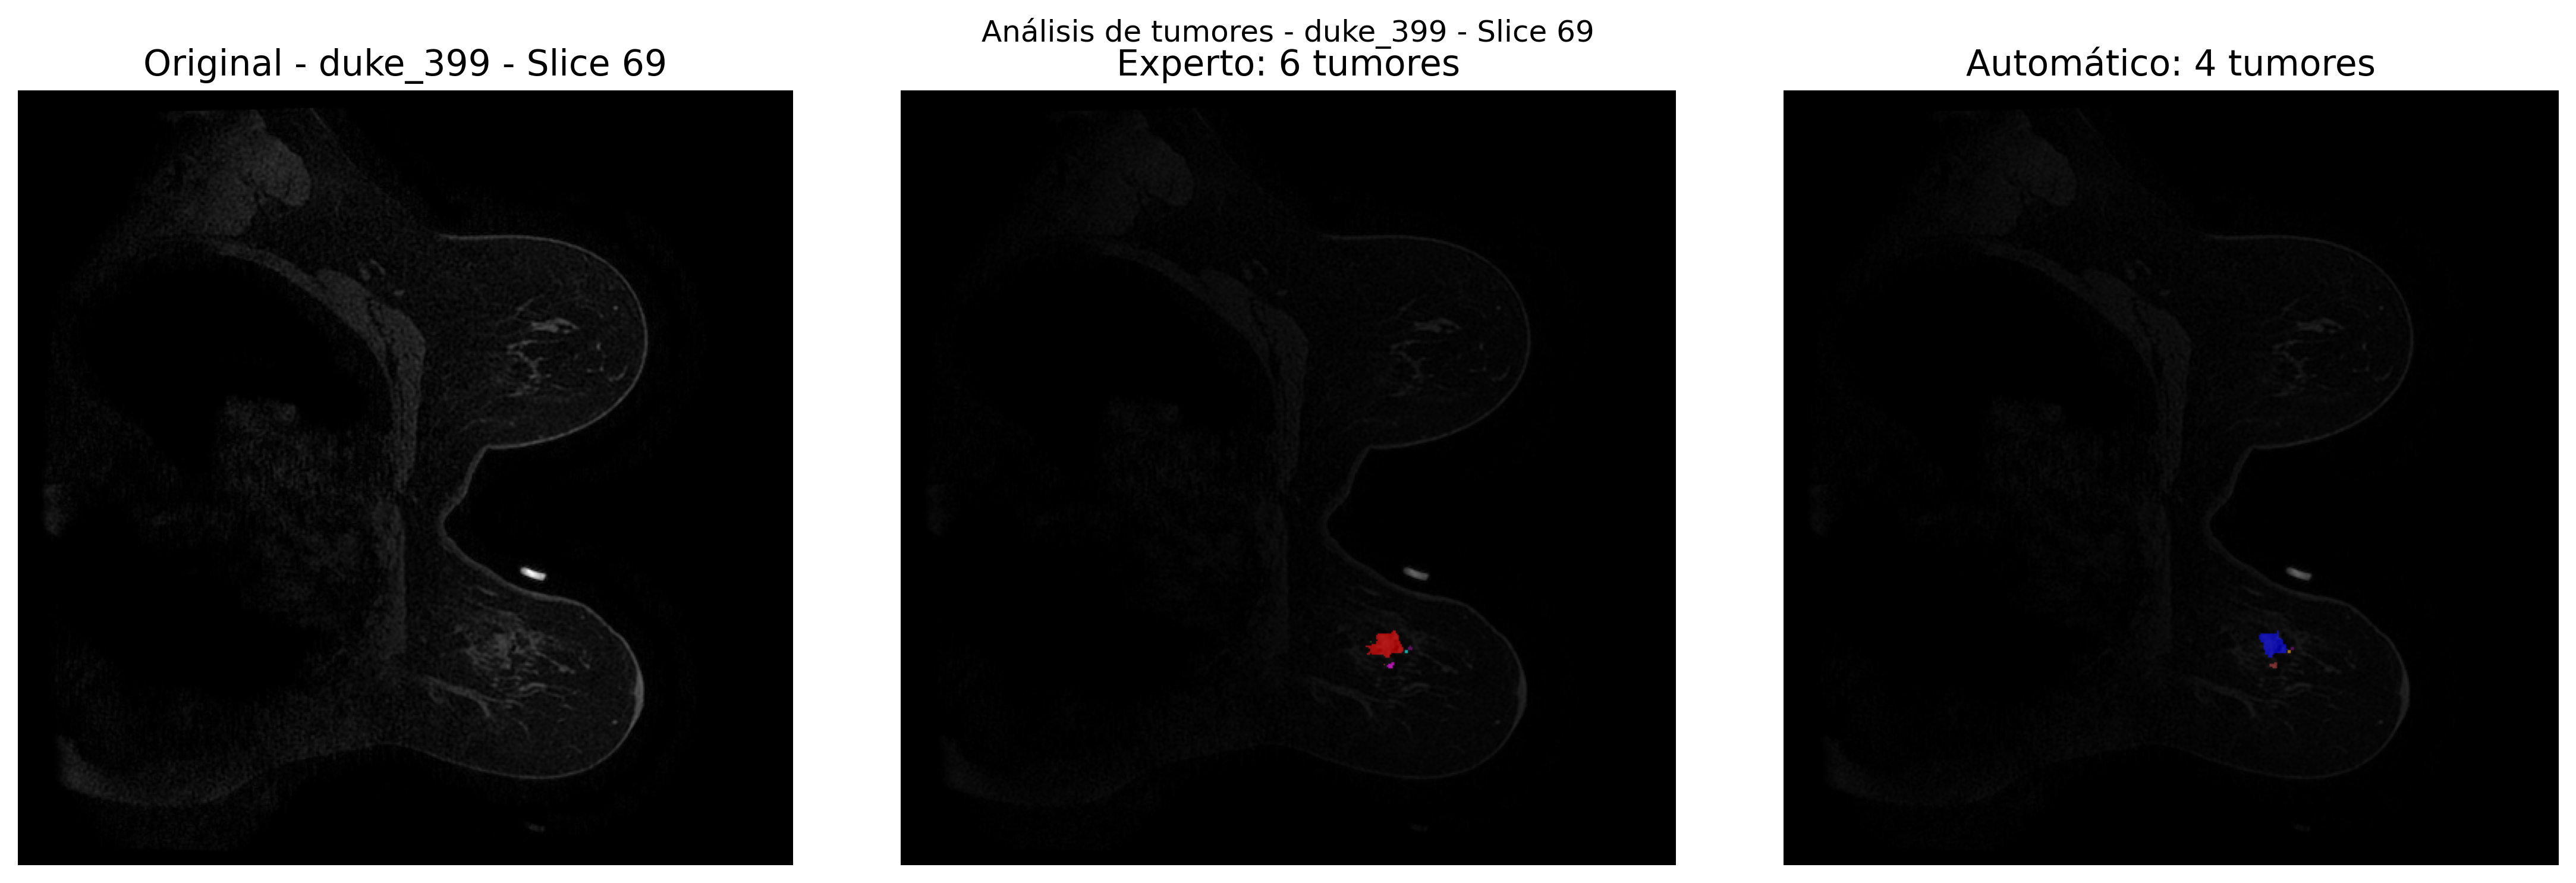 Análisis de tumores - duke_399 - Slice 69
Original - duke_399 - Slice 69
Experto: 6 tumores
Automático: 4 tumores